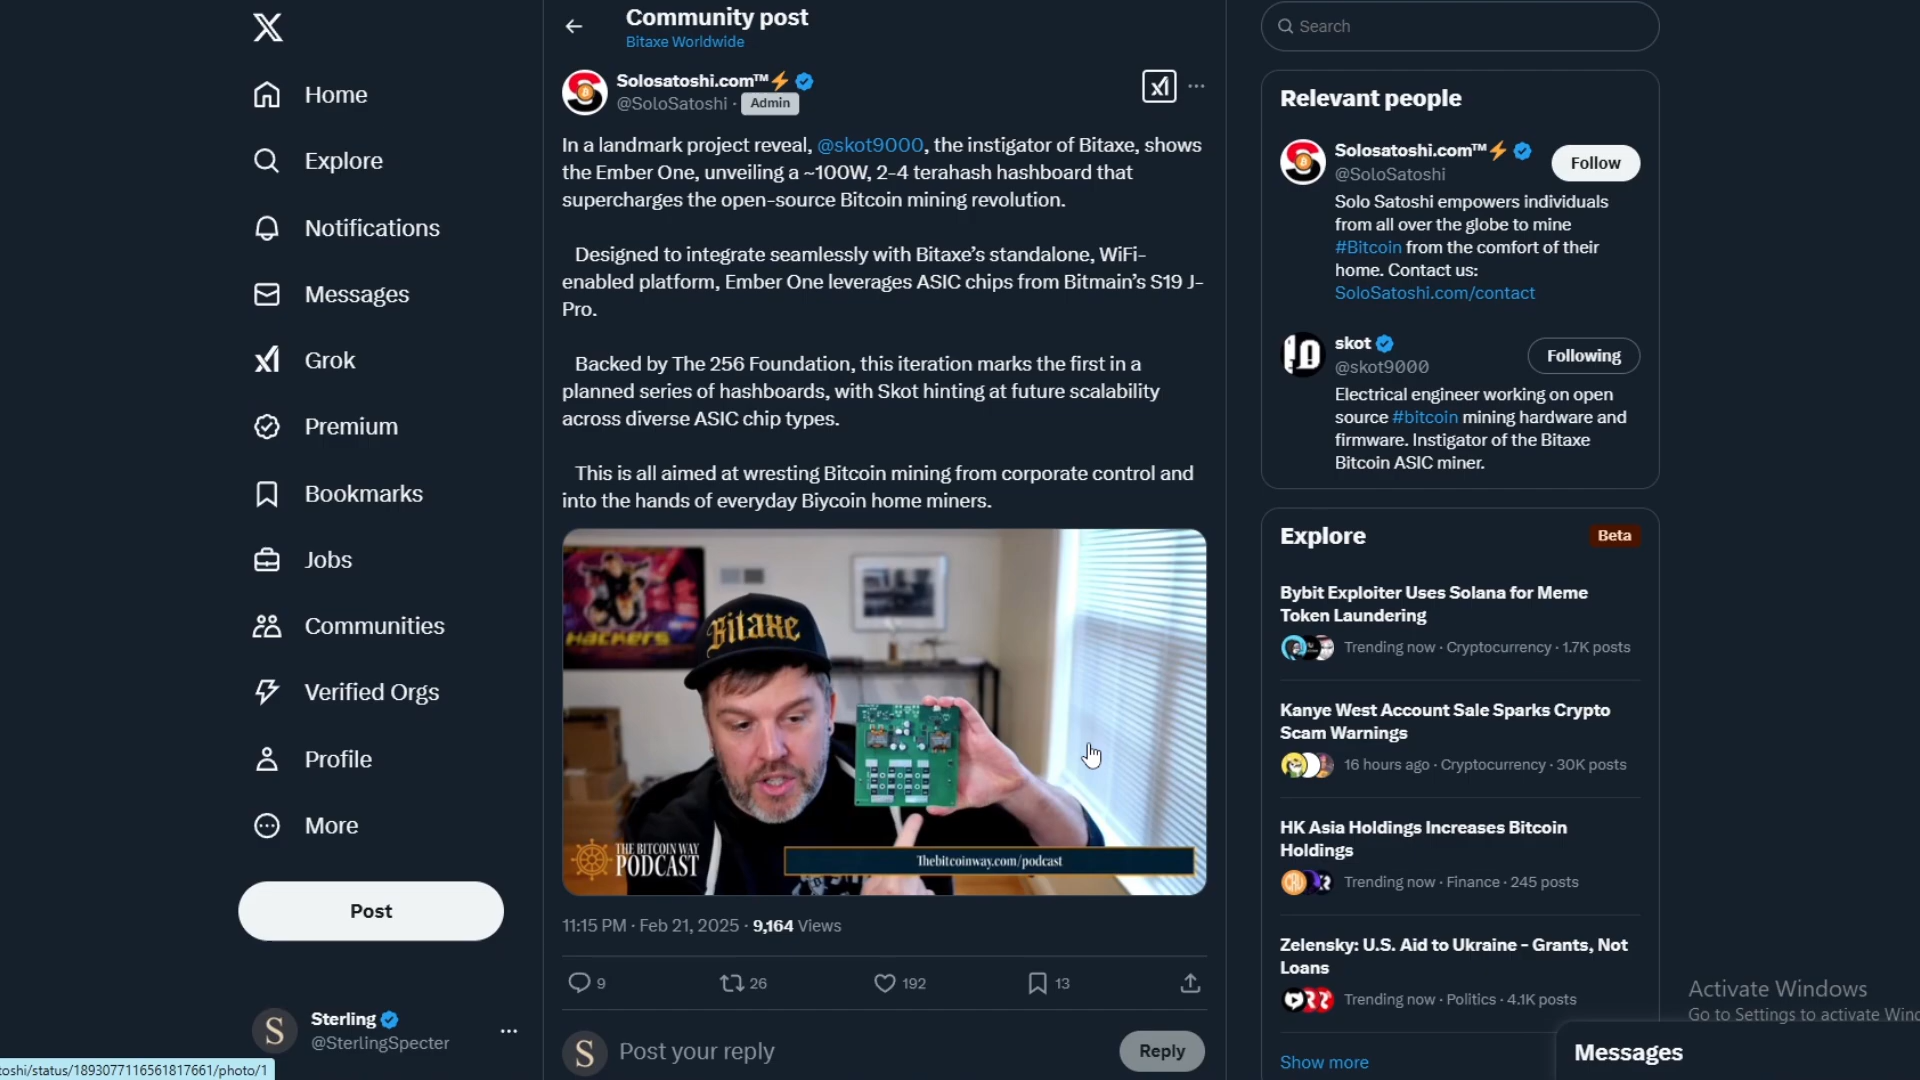 Home
Explore
Notifications
Messages
Grok
Premium
Bookmarks
Jobs
Communities
Verified Orgs
Profile
More
Post
Sterling
@SterlingSpecter
toshi/status/1893077116561817661/photo/1
Community post
Bitaxe Worldwide
Solosatoshi.com™⚡
@SoloSatoshi · Admin
In a landmark project reveal, @skot9000, the instigator of Bitaxe, shows
the Ember One, unveiling a ~100W, 2-4 terahash hashboard that
supercharges the open-source Bitcoin mining revolution.
Designed to integrate seamlessly with Bitaxe’s standalone, WiFi-
enabled platform, Ember One leverages ASIC chips from Bitmain’s S19 J-
Pro.
Backed by The 256 Foundation, this iteration marks the first in a
planned series of hashboards, with Skot hinting at future scalability
across diverse ASIC chip types.
This is all aimed at wresting Bitcoin mining from corporate control and
into the hands of everyday Biycoin home miners.
HACKERS
Bitaxe
THE BITCOIN WAY
PODCAST
Thebitcoinway.com/podcast
11:15 PM · Feb 21, 2025 · 9,164 Views
9 26 192 13
S
Post your reply
Reply
Search
Relevant people
Solosatoshi.com™⚡
@SoloSatoshi
Follow
Solo Satoshi empowers individuals
from all over the globe to mine
#Bitcoin from the comfort of their
home. Contact us:
SoloSatoshi.com/contact
skot
@skot9000
Following
Electrical engineer working on open
source #bitcoin mining hardware and
firmware. Instigator of the Bitaxe
Bitcoin ASIC miner.
Explore
Beta
Bybit Exploiter Uses Solana for Meme
Token Laundering
Trending now · Cryptocurrency · 1.7K posts
Kanye West Account Sale Sparks Crypto
Scam Warnings
16 hours ago · Cryptocurrency · 30K posts
HK Asia Holdings Increases Bitcoin
Holdings
Trending now · Finance · 245 posts
Zelensky: U.S. Aid to Ukraine – Grants, Not
Loans
Trending now · Politics · 4.1K posts
Show more
Activate Windows
Go to Settings to activate Win
Messages